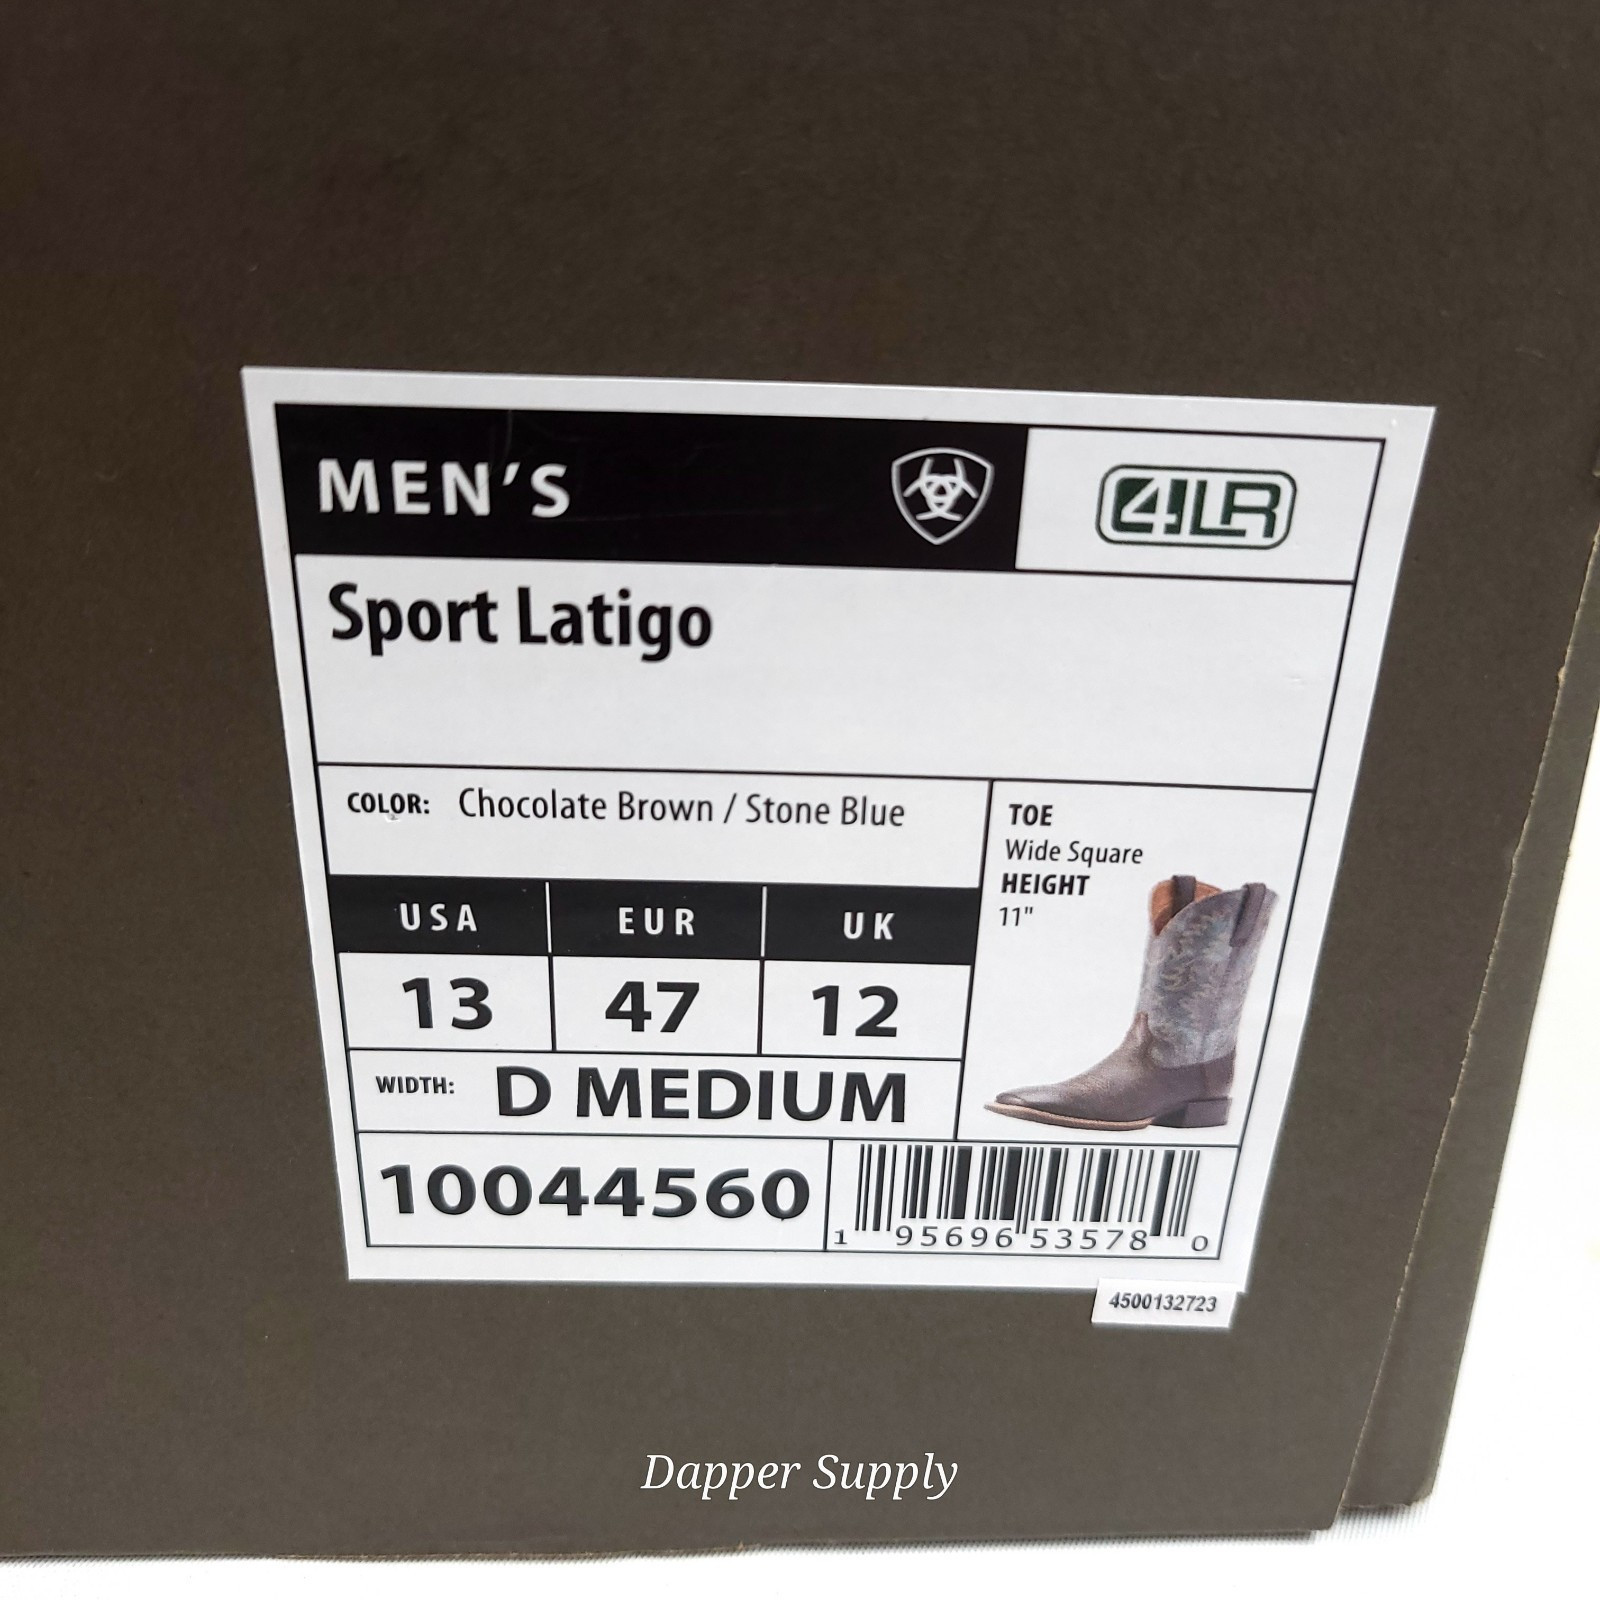 MEN'S
4LR
Sport Latigo
COLOR: Chocolate Brown / Stone Blue
TOE
Wide Square
HEIGHT
11"
USA EUR UK
13 47 12
WIDTH: D MEDIUM
10044560
1 95696 53578 0
4500132723
Dapper Supply